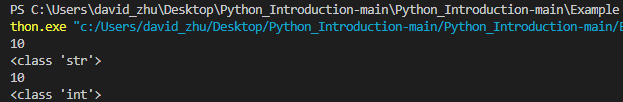 PS C:\Users\david_zhu\Desktop\Python_Introduction-main\Python_Introduction-main\Example
thon.exe "c:/Users/david_zhu/Desktop/Python_Introduction-main/Python_Introduction-main/
10
<class 'str'>
10
<class 'int'>